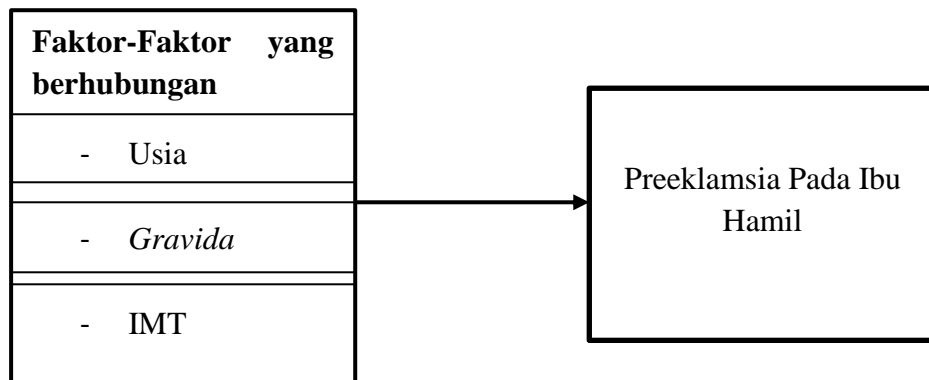 Faktor-Faktor yang
berhubungan
- Usia
- Gravida
- IMT
Preeklamsia Pada Ibu
Hamil